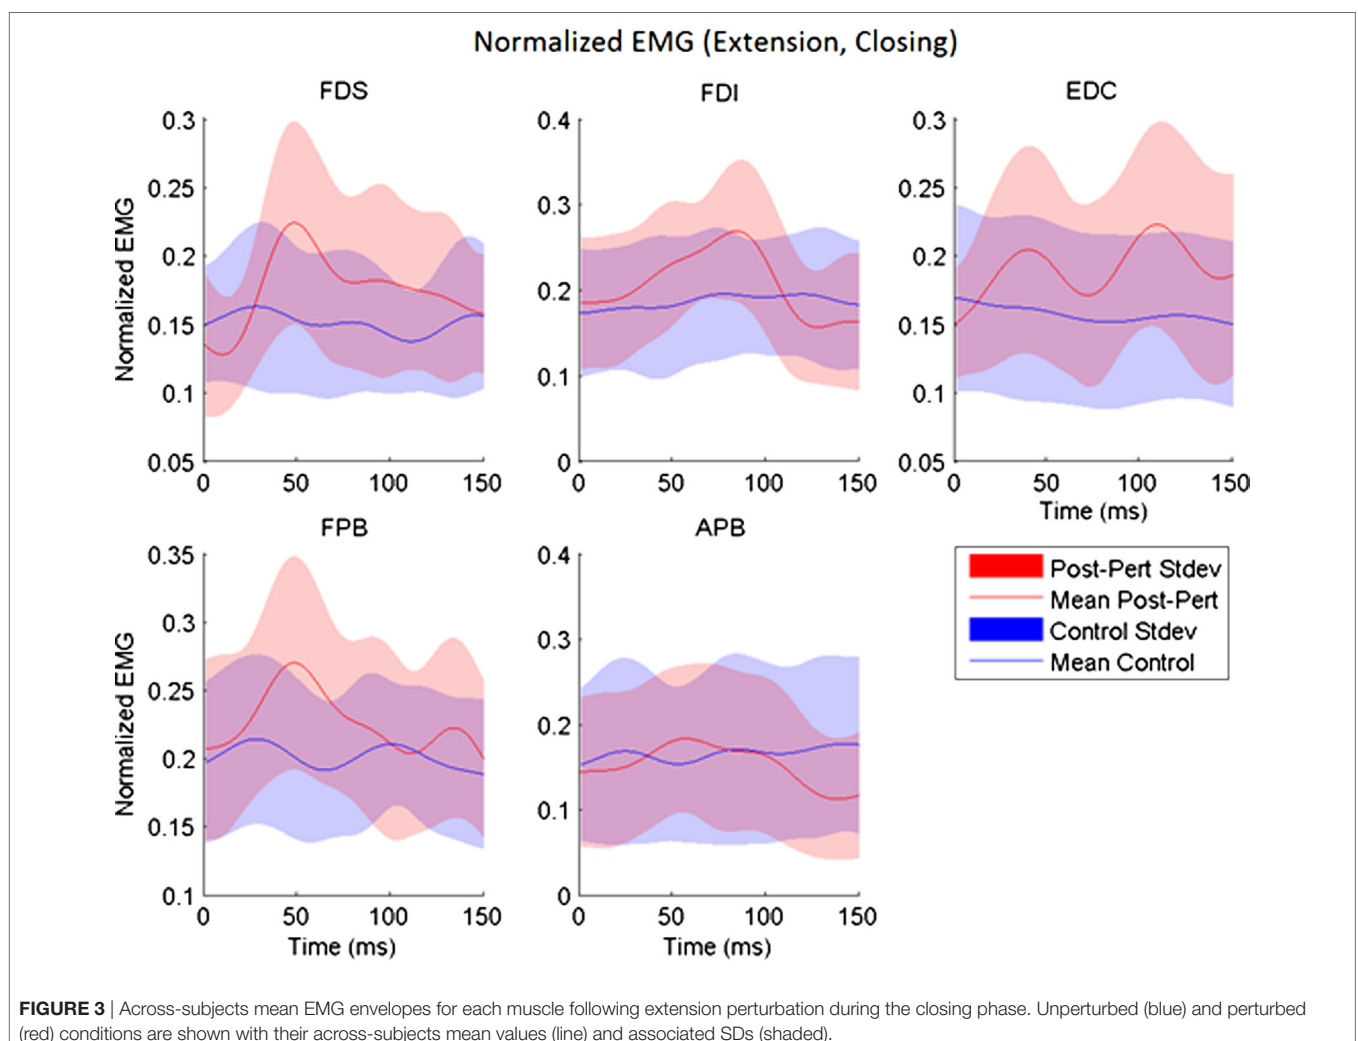 Normalized EMG (Extension, Closing)
FDS
FDI
EDC
0.3
0.25
0.2
0.15
0.1
0.05
Normalized EMG
0
50
100
150
0.4
0.3
0.2
0.1
0
0
50
100
150
0.3
0.25
0.2
0.15
0.1
0.05
0
50
100
150
Time (ms)
FPB
APB
0.35
0.3
0.25
0.2
0.15
0.1
Normalized EMG
0
50
100
150
Time (ms)
0.4
0.3
0.2
0.1
0
0
50
100
150
Time (ms)
Post-Pert Stdev
Mean Post-Pert
Control Stdev
Mean Control
FIGURE 3 | Across-subjects mean EMG envelopes for each muscle following extension perturbation during the closing phase. Unperturbed (blue) and perturbed
(red) conditions are shown with their across-subjects mean values (line) and associated SDs (shaded).